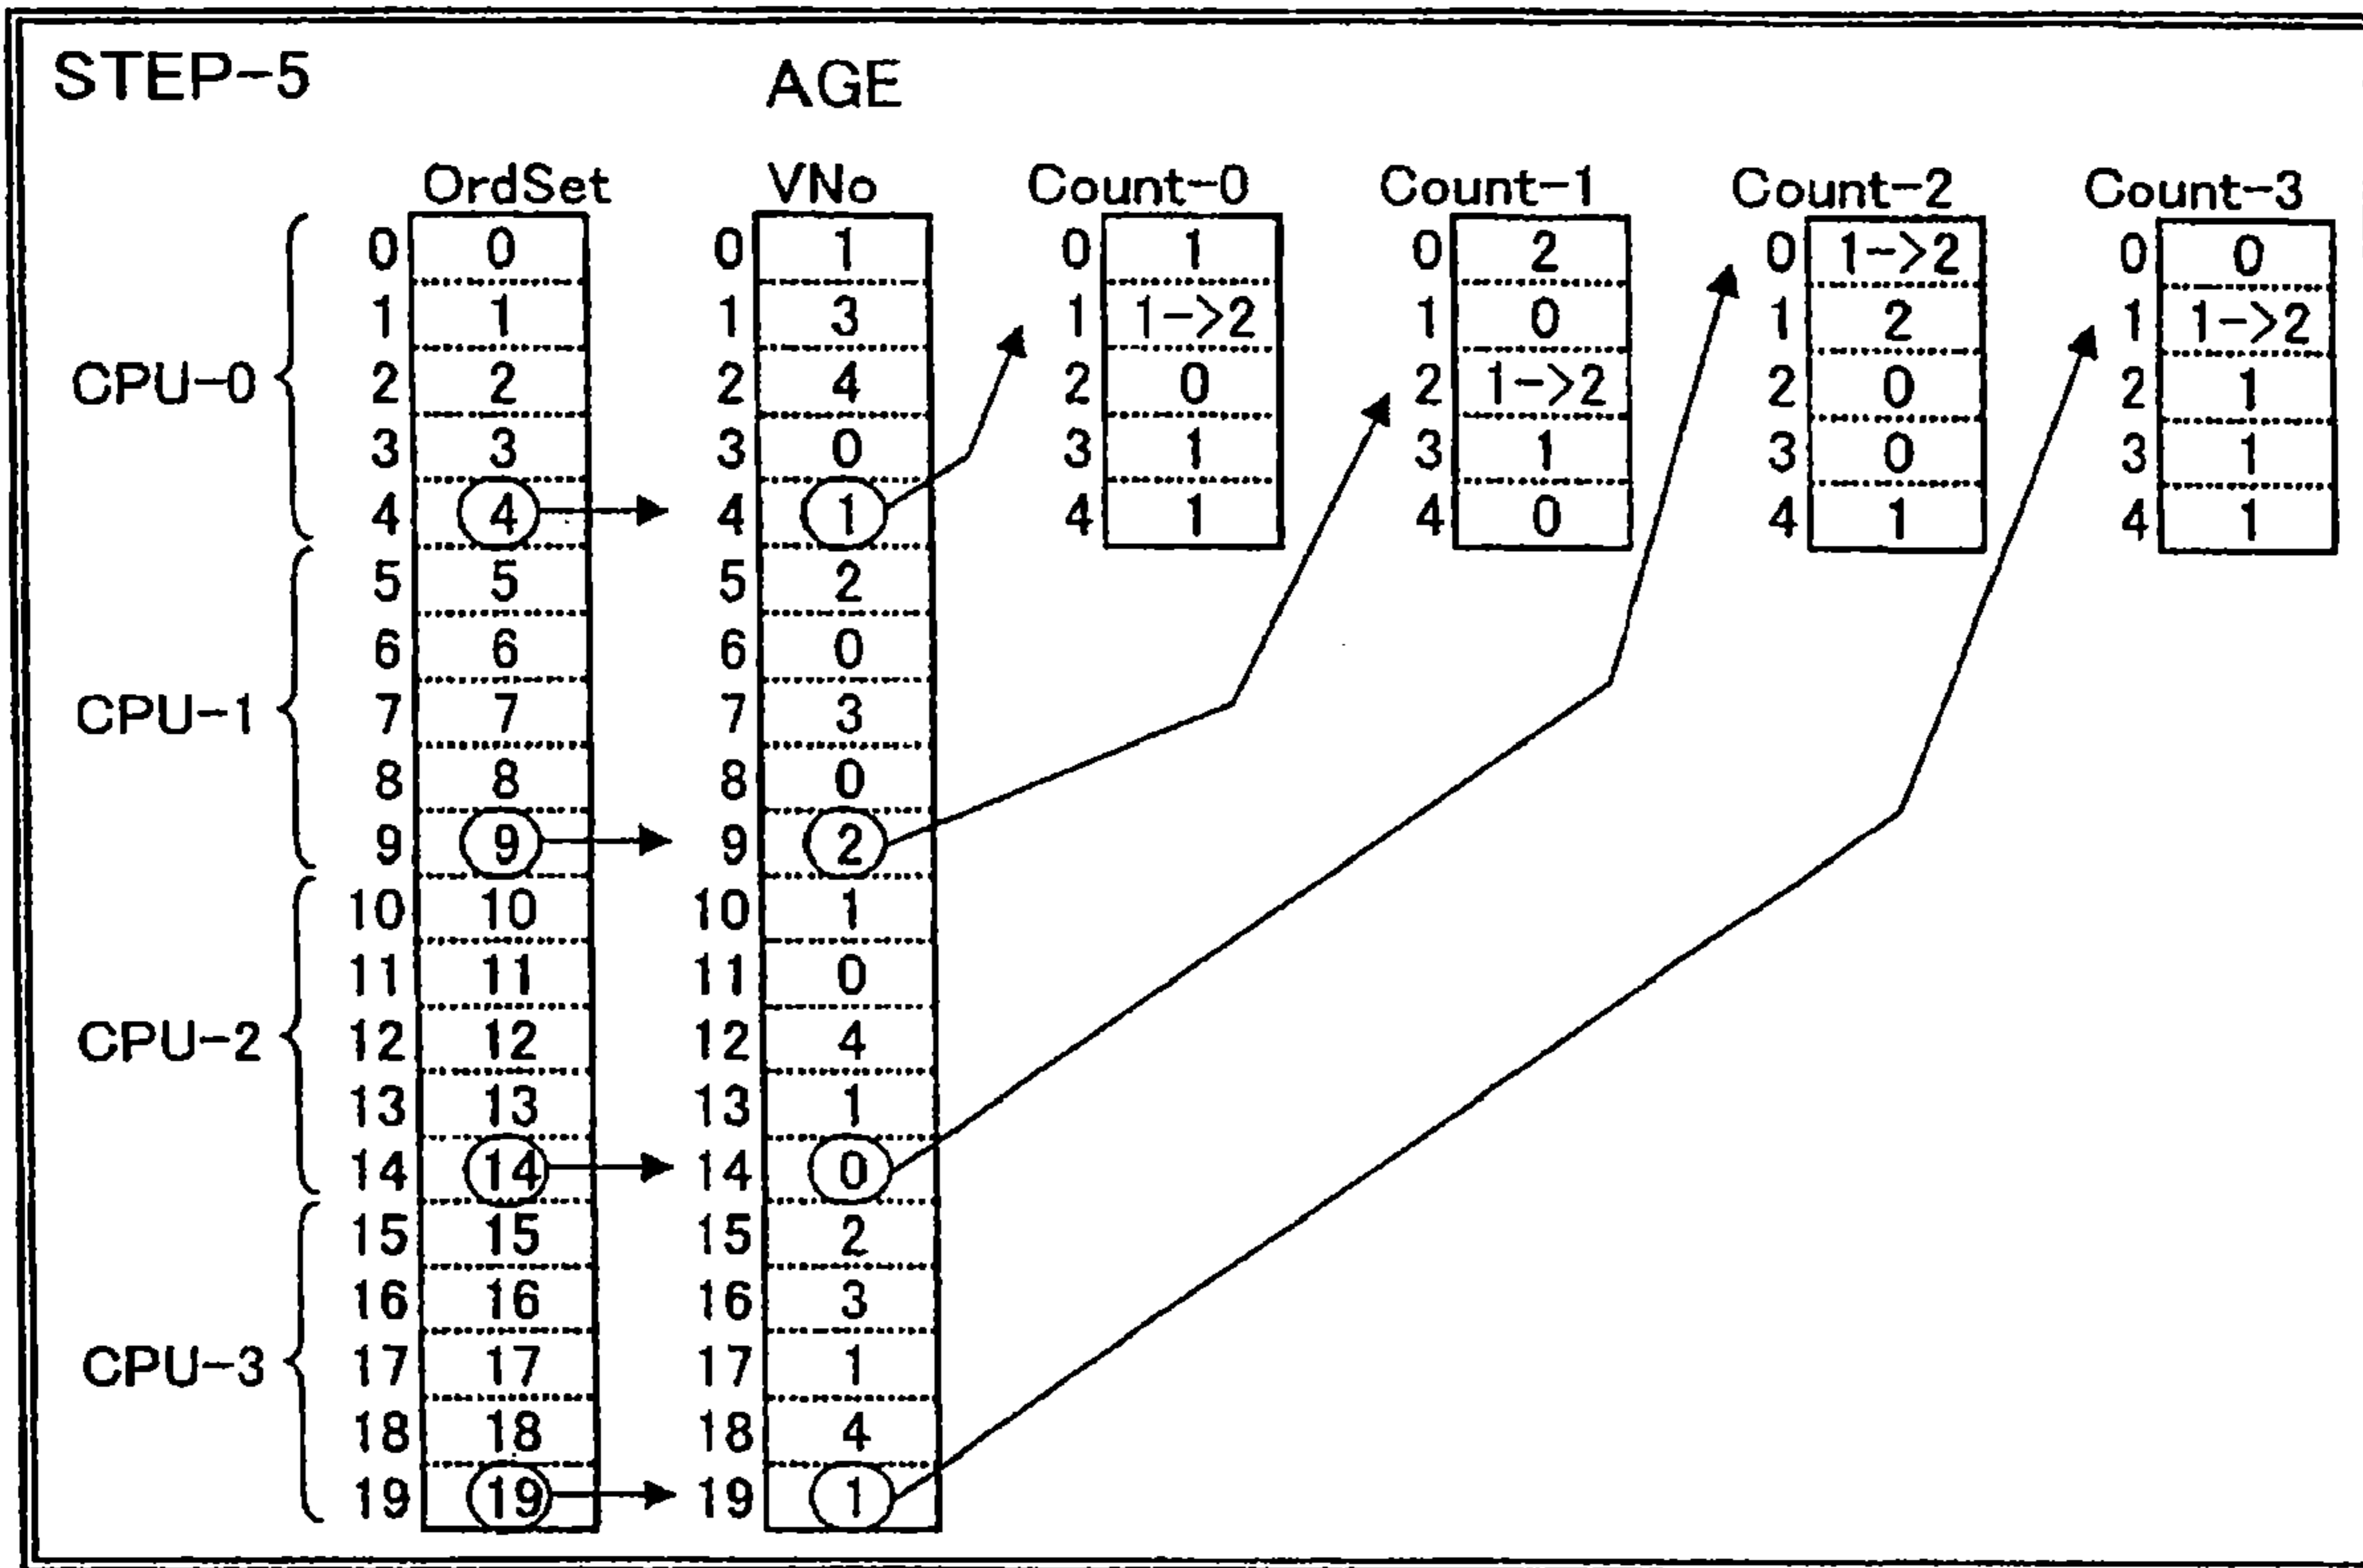 STEP-5 AGE
OrdSet VNo Count-0 Count-1 Count-2 Count-3
0 0 0 1 0 1 0 2 0 1->2 0 0
1 1 1 3 1 1->2 1 0 1 2 1 1->2
CPU-0 2 2 2 4 2 0 2 1->2 2 0 2 1
3 3 3 0 3 1 3 1 3 0 3 1
4 4 4 1 4 1 4 0 4 1 4 1
5 5 5 2
6 6 6 0
CPU-1 7 7 7 3
8 8 8 0
9 9 9 2
10 10 10 1
11 11 11 0
CPU-2 12 12 12 4
13 13 13 1
14 14 14 0
15 15 15 2
16 16 16 3
CPU-3 17 17 17 1
18 18 18 4
19 19 19 1